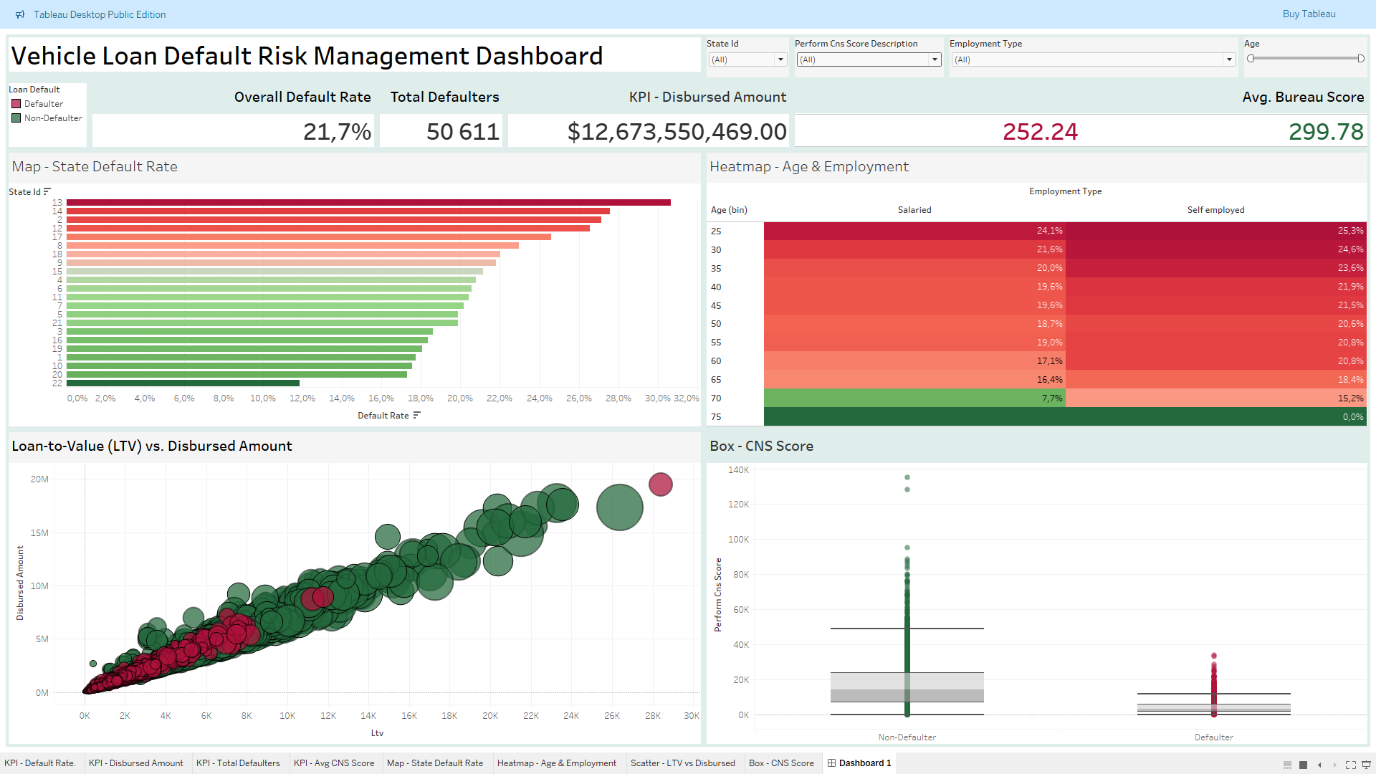 Tableau Desktop Public Edition
Buy Tableau
Vehicle Loan Default Risk Management Dashboard
State Id
(All)
Perform Cns Score Description
(All)
Employment Type
(All)
Age
Loan Default
Defaulter
Non-Defaulter
Overall Default Rate
21,7%
Total Defaulters
50 611
KPI - Disbursed Amount
$12,673,550,469.00
Avg. Bureau Score
252.24
299.78
Map - State Default Rate
State Id
13
14
2
12
17
8
18
9
15
4
6
11
7
5
21
3
16
19
1
10
20
22
0,0% 2,0% 4,0% 6,0% 8,0% 10,0% 12,0% 14,0% 16,0% 18,0% 20,0% 22,0% 24,0% 26,0% 28,0% 30,0% 32,0%
Default Rate
Heatmap - Age & Employment
Employment Type
Age (bin) Salaried Self employed
25 24,1% 25,3%
30 21,6% 24,6%
35 20,0% 23,6%
40 19,6% 21,9%
45 19,6% 21,5%
50 18,7% 20,6%
55 19,0% 20,8%
60 17,1% 20,8%
65 16,4% 18,4%
70 7,7% 15,2%
75 0,0%
Loan-to-Value (LTV) vs. Disbursed Amount
Disbursed Amount
20M
15M
10M
5M
0M
0K 2K 4K 6K 8K 10K 12K 14K 16K 18K 20K 22K 24K 26K 28K 30K
Ltv
Box - CNS Score
Perform Cns Score
140K
120K
100K
80K
60K
40K
20K
0K
Non-Defaulter Defaulter
KPI - Default Rate. KPI - Disbursed Amount KPI - Total Defaulters KPI - Avg CNS Score Map - State Default Rate Heatmap - Age & Employment Scatter - LTV vs Disbursed Box - CNS Score Dashboard 1